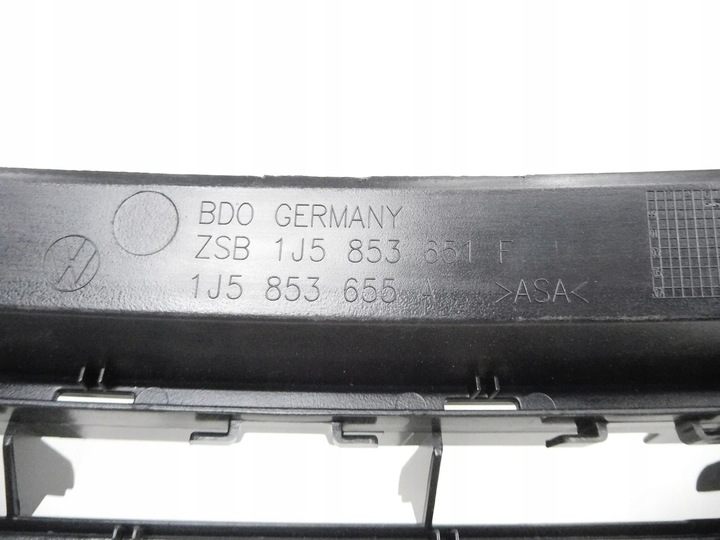 BDO GERMANY
ZSB 1J5 853 651 F
1J5 853 655 A >ASA<